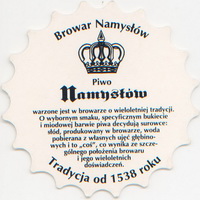 Browar Namysłów
Piwo
Namysłów
warzone jest w browarze o wieloletniej tradycji.
O wybornym smaku, specyficznym bukiecie
i miodowej barwie piwa decydują surowce:
słód, produkowany w browarze, woda
pobierana z własnych ujęć głębino-
wych i to „coś", co wynika ze szcze-
gólnego położenia browaru
i jego wieloletnich
doświadczeń.
Tradycja od 1538 roku